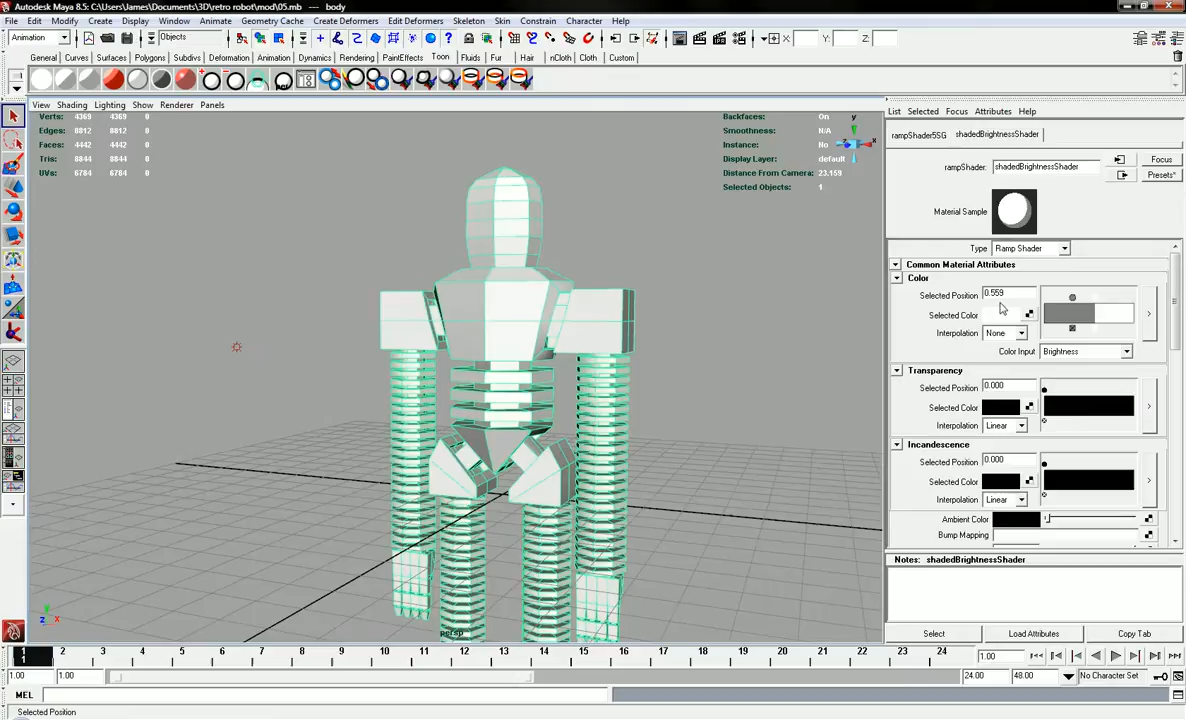 Autodesk Maya 8.5: C:\Users\James\Documents\3D\retro robot\mod\05.mb --- body
File Edit Modify Create Display Window Animate Geometry Cache Create Deformers Edit Deformers Skeleton Skin Constrain Character Help
Animation Objects X: Y: Z:
General Curves Surfaces Polygons Subdivs Deformation Animation Dynamics Rendering PaintEffects Toon Fluids Fur Hair nCloth Cloth Custom
View Shading Lighting Show Renderer Panels
Verts: 4369 4369 0
Edges: 8812 8812 0
Faces: 4442 4442 0
Tris: 8844 8844 0
UVs: 6784 6784 0
Backfaces: On
Smoothness: N/A
Instance: No
Display Layer: default
Distance From Camera: 23.159
Selected Objects: 1
y
z x
persp
List Selected Focus Attributes Help
rampShader5SG shadedBrightnessShader
rampShader: shadedBrightnessShader Focus
Presets*
Material Sample
Type Ramp Shader
Common Material Attributes
Color
Selected Position 0.559
Selected Color
Interpolation None
Color Input Brightness
Transparency
Selected Position 0.000
Selected Color
Interpolation Linear
Incandescence
Selected Position 0.000
Selected Color
Interpolation Linear
Ambient Color
Bump Mapping
Notes: shadedBrightnessShader
Select Load Attributes Copy Tab
1 2 3 4 5 6 7 8 9 10 11 12 13 14 15 16 17 18 19 20 21 22 23 24 1.00
1
1.00 1.00 24.00 48.00 No Character Set
MEL
Selected Position